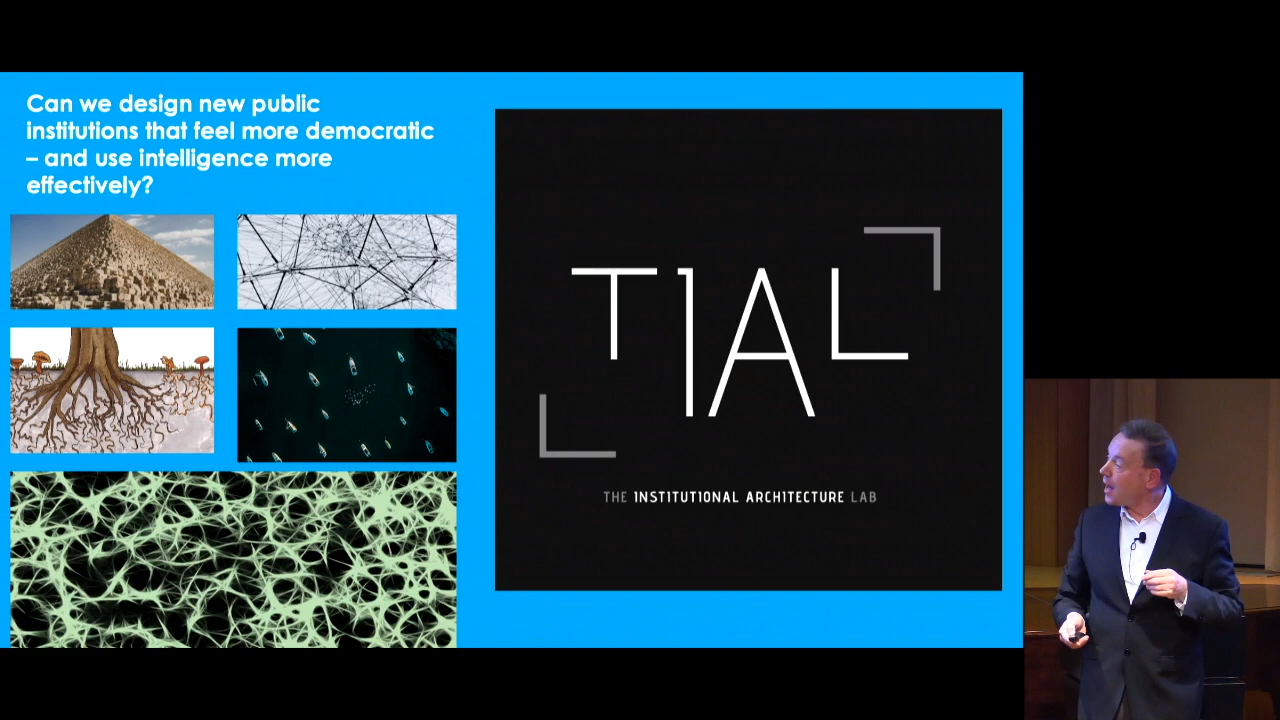 Can we design new public
institutions that feel more democratic
– and use intelligence more
effectively?
TIAL
THE INSTITUTIONAL ARCHITECTURE LAB